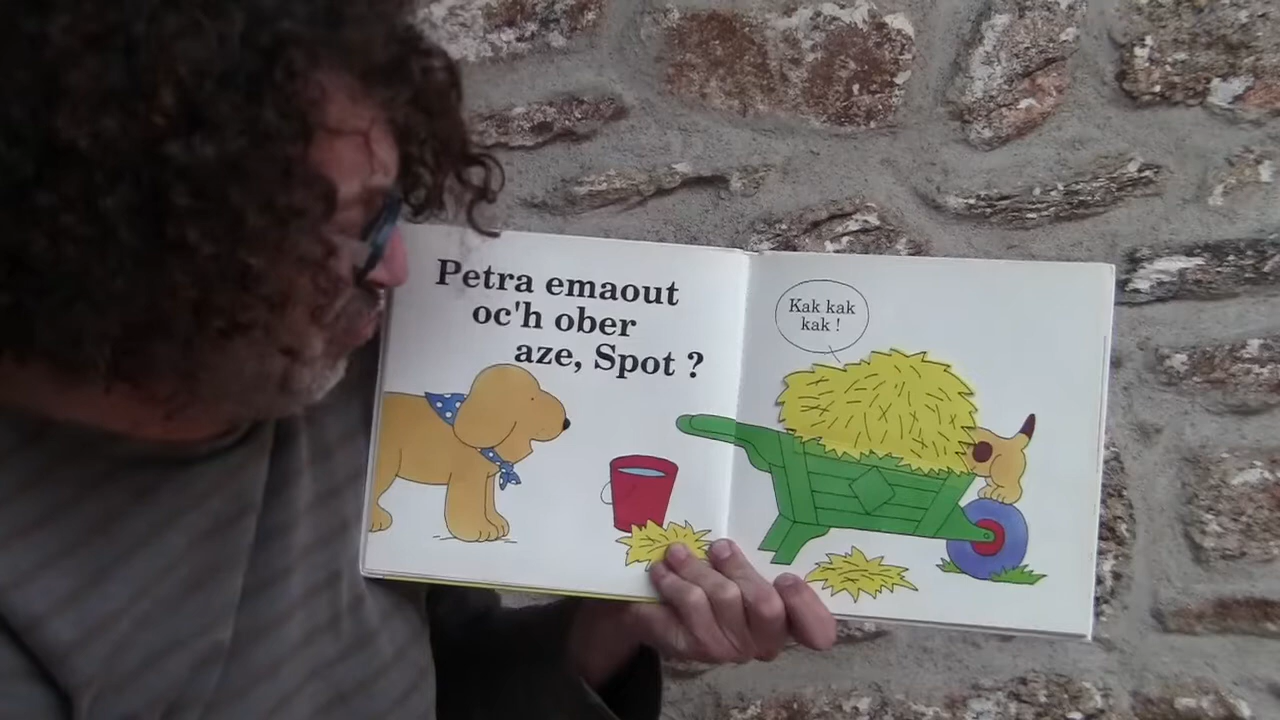 Petra emaout
oc'h ober
aze, Spot ?
Kak kak
kak !